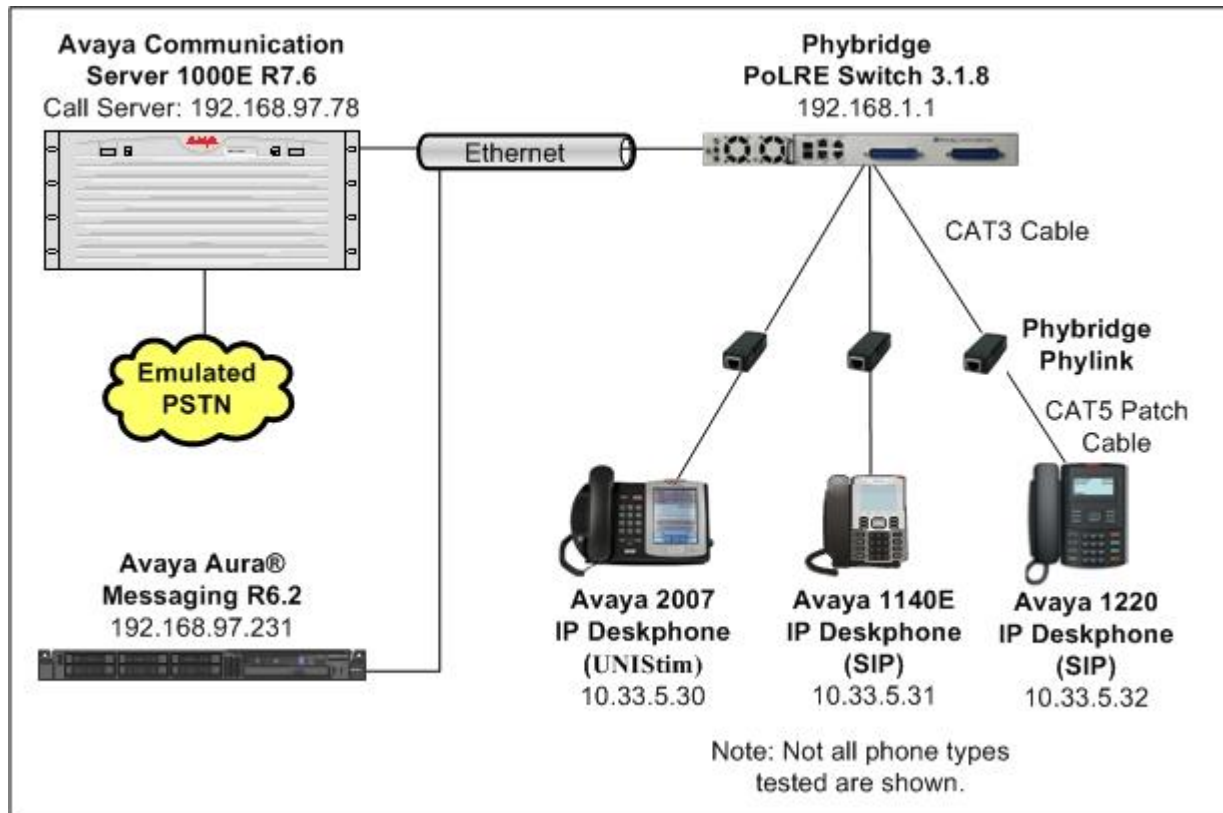 Avaya Communication
Server 1000E R7.6
Call Server: 192.168.97.78
Phybridge
PoLRE Switch 3.1.8
192.168.1.1
Ethernet
CAT3 Cable
Emulated
PSTN
Phybridge
Phylink
CAT5 Patch
Cable
Avaya Aura®
Messaging R6.2
192.168.97.231
Avaya 2007
IP Deskphone
(UNIStim)
10.33.5.30
Avaya 1140E
IP Deskphone
(SIP)
10.33.5.31
Avaya 1220
IP Deskphone
(SIP)
10.33.5.32
Note: Not all phone types
tested are shown.